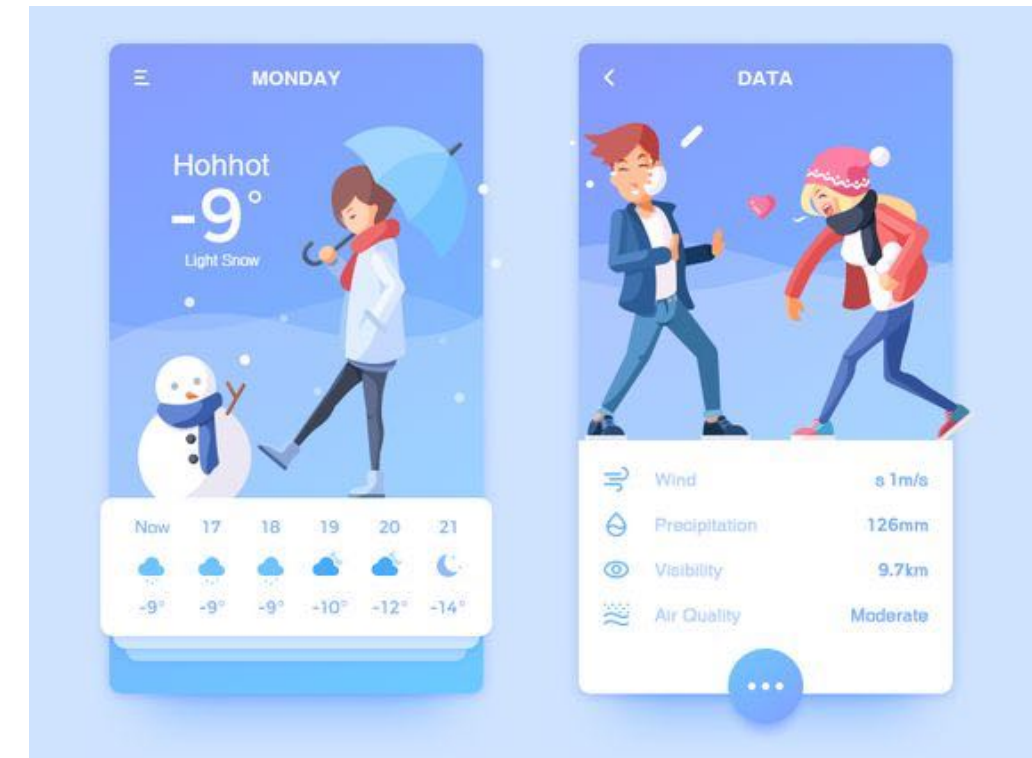 MONDAY
Hohhot
-9°
Light Snow
Now 17 18 19 20 21
-9° -9° -9° -10° -12° -14°
DATA
Wind s 1m/s
Precipitation 126mm
Visibility 9.7km
Air Quality Moderate